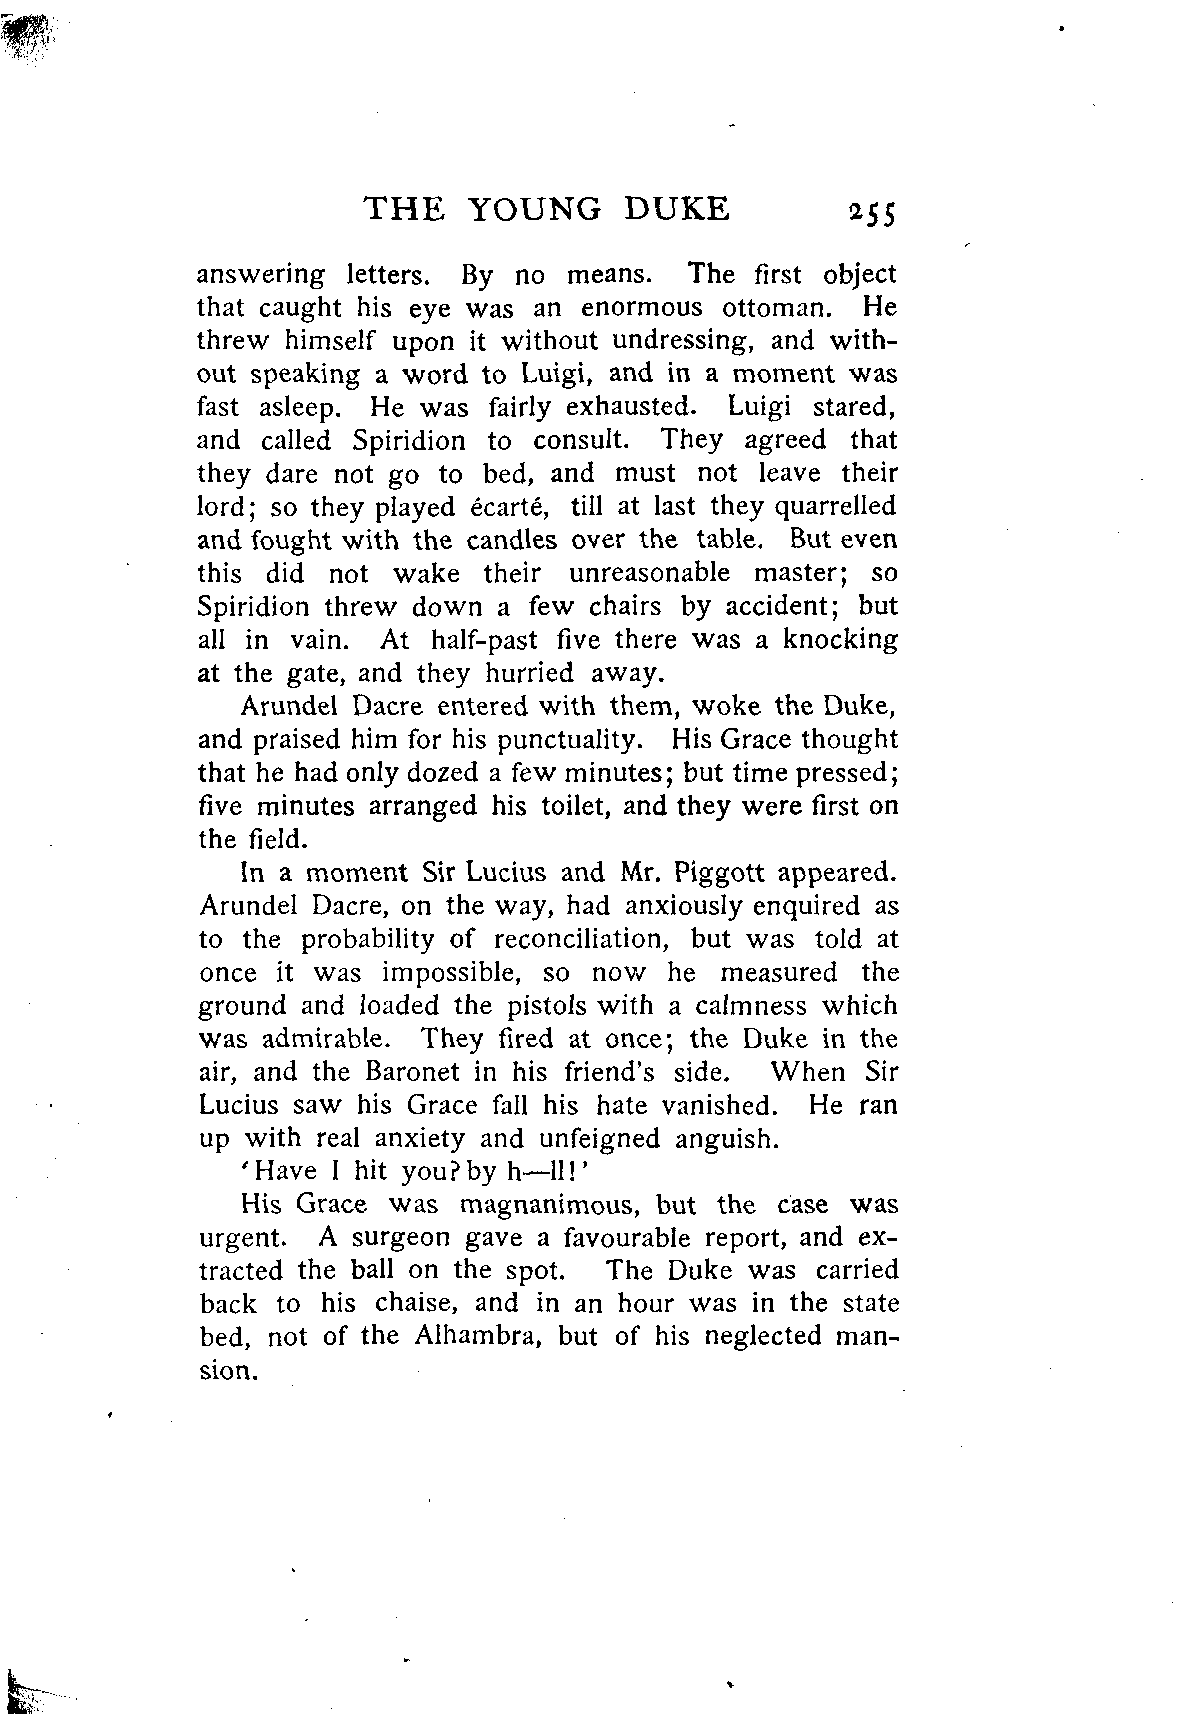 THE YOUNG DUKE 255
answering letters. By no means. The first object
that caught his eye was an enormous ottoman. He
threw himself upon it without undressing, and with-
out speaking a word to Luigi, and in a moment was
fast asleep. He was fairly exhausted. Luigi stared,
and called Spiridion to consult. They agreed that
they dare not go to bed, and must not leave their
lord; so they played écarté, till at last they quarrelled
and fought with the candles over the table. But even
this did not wake their unreasonable master; so
Spiridion threw down a few chairs by accident; but
all in vain. At half-past five there was a knocking
at the gate, and they hurried away.
Arundel Dacre entered with them, woke the Duke,
and praised him for his punctuality. His Grace thought
that he had only dozed a few minutes; but time pressed;
five minutes arranged his toilet, and they were first on
the field.
In a moment Sir Lucius and Mr. Piggott appeared.
Arundel Dacre, on the way, had anxiously enquired as
to the probability of reconciliation, but was told at
once it was impossible, so now he measured the
ground and loaded the pistols with a calmness which
was admirable. They fired at once; the Duke in the
air, and the Baronet in his friend's side. When Sir
Lucius saw his Grace fall his hate vanished. He ran
up with real anxiety and unfeigned anguish.
'Have I hit you? by h—ll!'
His Grace was magnanimous, but the case was
urgent. A surgeon gave a favourable report, and ex-
tracted the ball on the spot. The Duke was carried
back to his chaise, and in an hour was in the state
bed, not of the Alhambra, but of his neglected man-
sion.